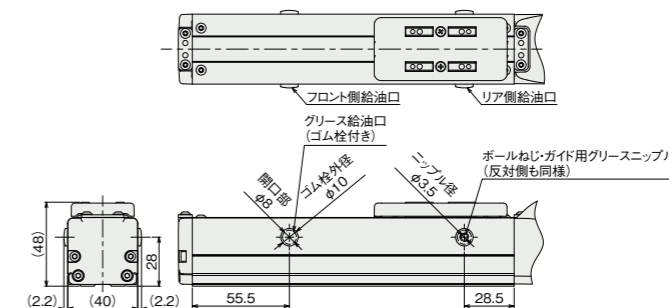 フロント側給油口
リア側給油口
グリース給油口
(ゴム栓付き)
ボールねじ・ガイド用グリースニップル
(反対側も同様)
開口部
φ8
ゴム栓外径
φ10
ニップル径
φ3.5
(48)
28
(2.2)
(40)
(2.2)
55.5
28.5